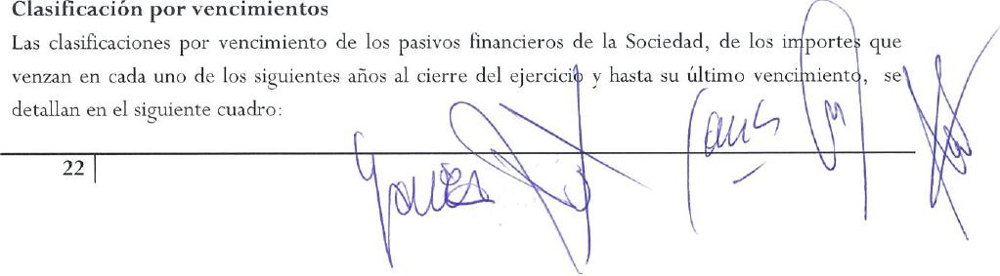 Clasificación por vencimientos
Las clasificaciones por vencimiento de los pasivos financieros de la Sociedad, de los importes que
venzan en cada uno de los siguientes años al cierre del ejercicio y hasta su último vencimiento, se
detallan en el siguiente cuadro:
22